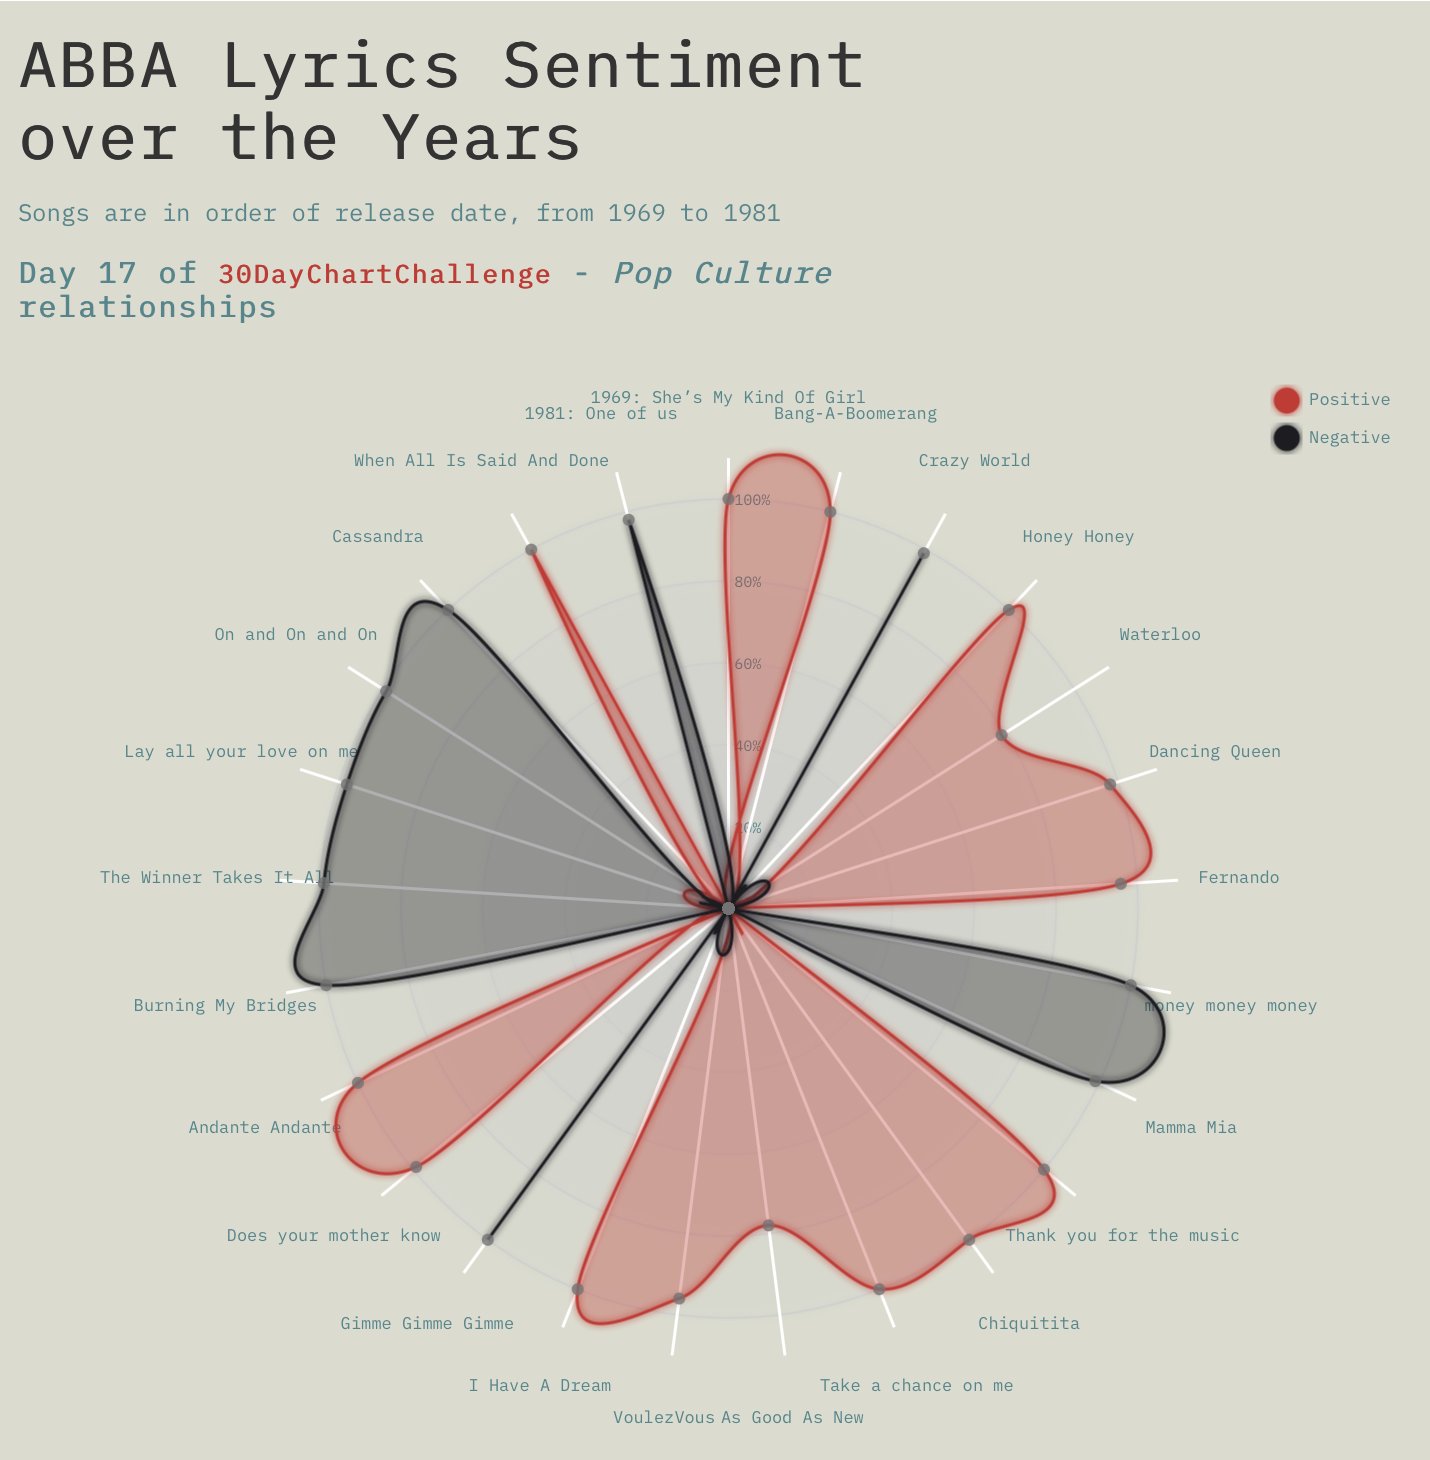 ABBA Lyrics Sentiment
over the Years
Songs are in order of release date, from 1969 to 1981
Day 17 of 30DayChartChallenge - Pop Culture
relationships
Positive
Negative
1969: She’s My Kind Of Girl
1981: One of us
Bang-A-Boomerang
When All Is Said And Done
Crazy World
Cassandra
Honey Honey
On and On and On
Waterloo
Lay all your love on me
Dancing Queen
The Winner Takes It All
Fernando
Burning My Bridges
money money money
Andante Andante
Mamma Mia
Does your mother know
Thank you for the music
Gimme Gimme Gimme
Chiquitita
I Have A Dream
Take a chance on me
VoulezVous
As Good As New
100%
80%
60%
40%
20%